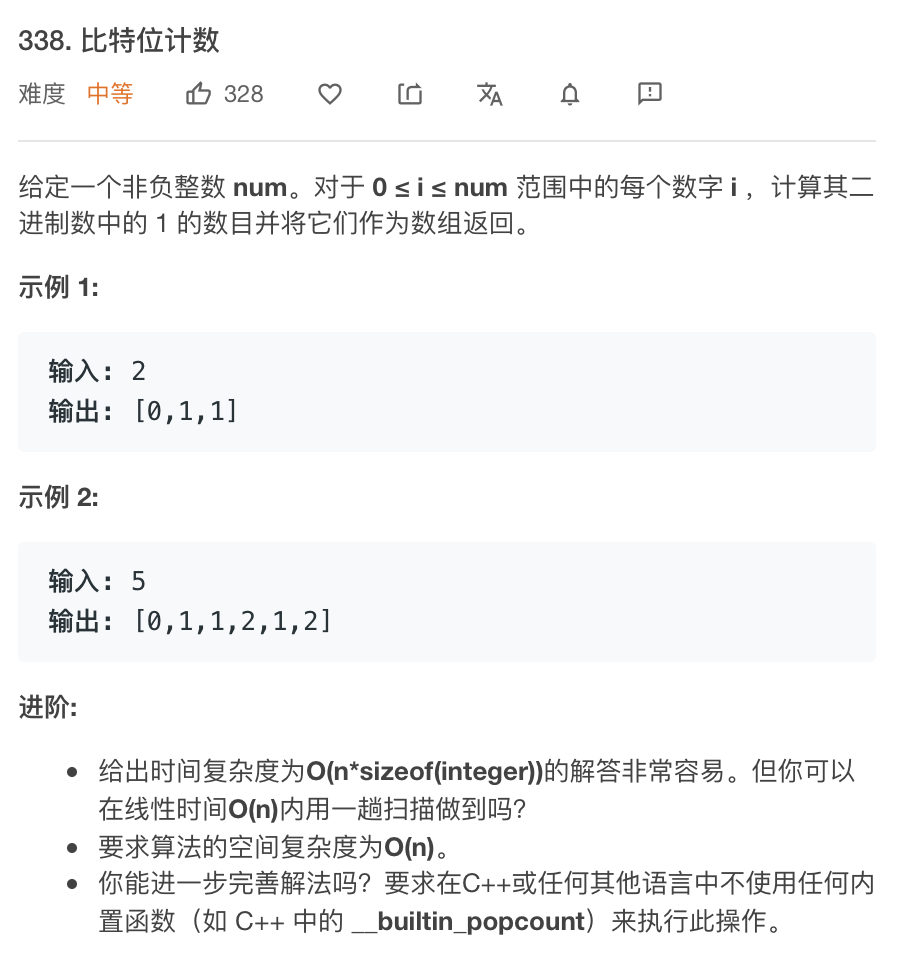 338. 比特位计数
难度 中等 328
给定一个非负整数 num。对于 0 ≤ i ≤ num 范围中的每个数字 i ，计算其二
进制数中的 1 的数目并将它们作为数组返回。
示例 1:
输入: 2
输出: [0,1,1]
示例 2:
输入: 5
输出: [0,1,1,2,1,2]
进阶:
给出时间复杂度为O(n*sizeof(integer))的解答非常容易。但你可以
在线性时间O(n)内用一趟扫描做到吗？
要求算法的空间复杂度为O(n)。
你能进一步完善解法吗？要求在C++或任何其他语言中不使用任何内
置函数（如 C++ 中的 __builtin_popcount）来执行此操作。